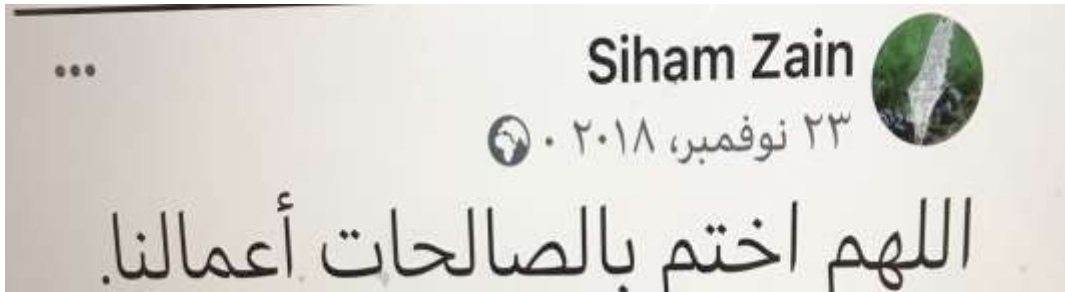 Siham Zain
٢٣ نوفمبر، ٢٠١٨ ·
اللهم اختم بالصالحات أعمالنا.